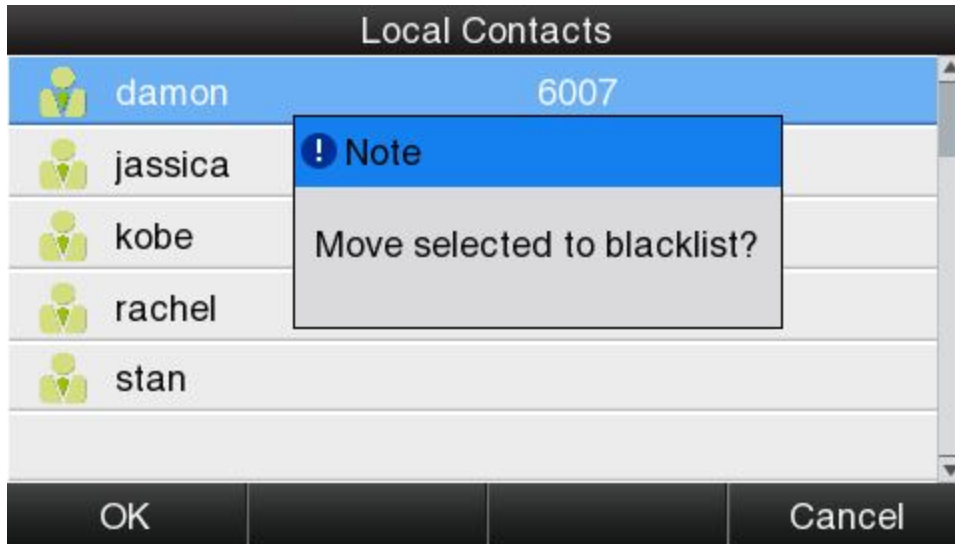 Local Contacts
damon 6007
jassica
! Note
kobe
Move selected to blacklist?
rachel
stan
OK Cancel